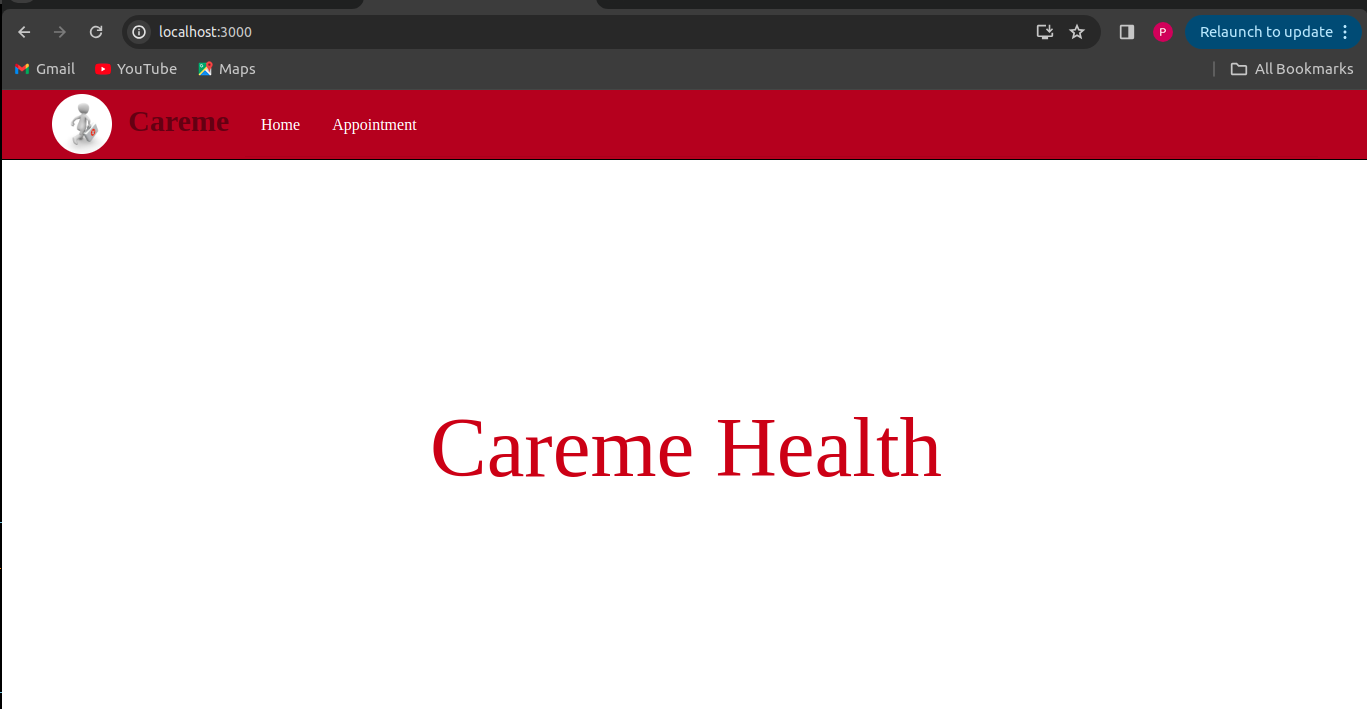 localhost:3000
P
Relaunch to update
Gmail YouTube Maps
All Bookmarks
Careme Home Appointment
Careme Health